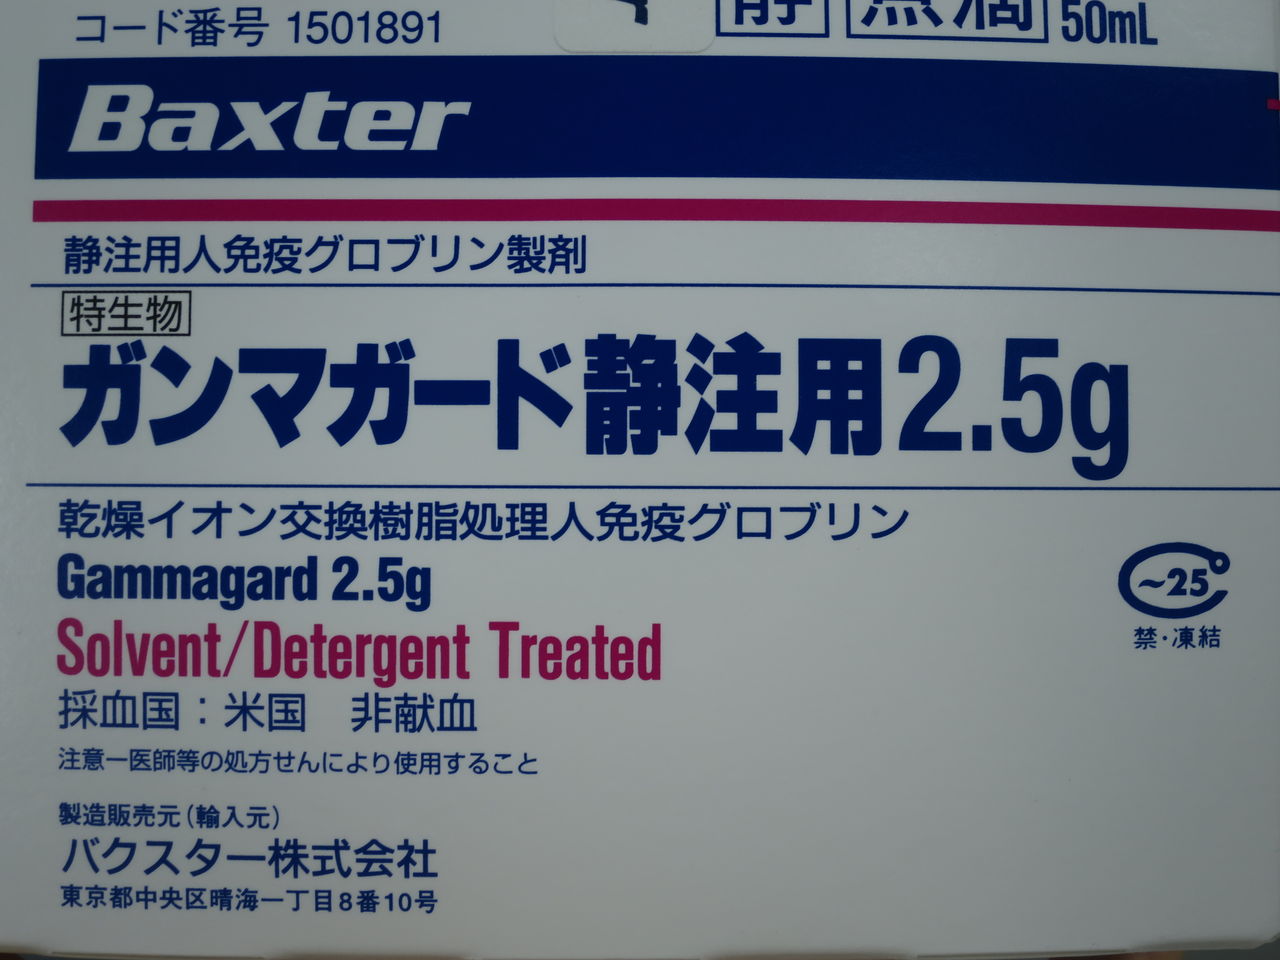 コード番号 1501891
静 点滴 50mL
Baxter
静注用人免疫グロブリン製剤
特生物
ガンマガード静注用2.5g
乾燥イオン交換樹脂処理人免疫グロブリン
Gammagard 2.5g
~25°
禁・凍結
Solvent/Detergent Treated
採血国：米国 非献血
注意－医師等の処方せんにより使用すること
製造販売元（輸入元）
バクスター株式会社
東京都中央区晴海一丁目8番10号